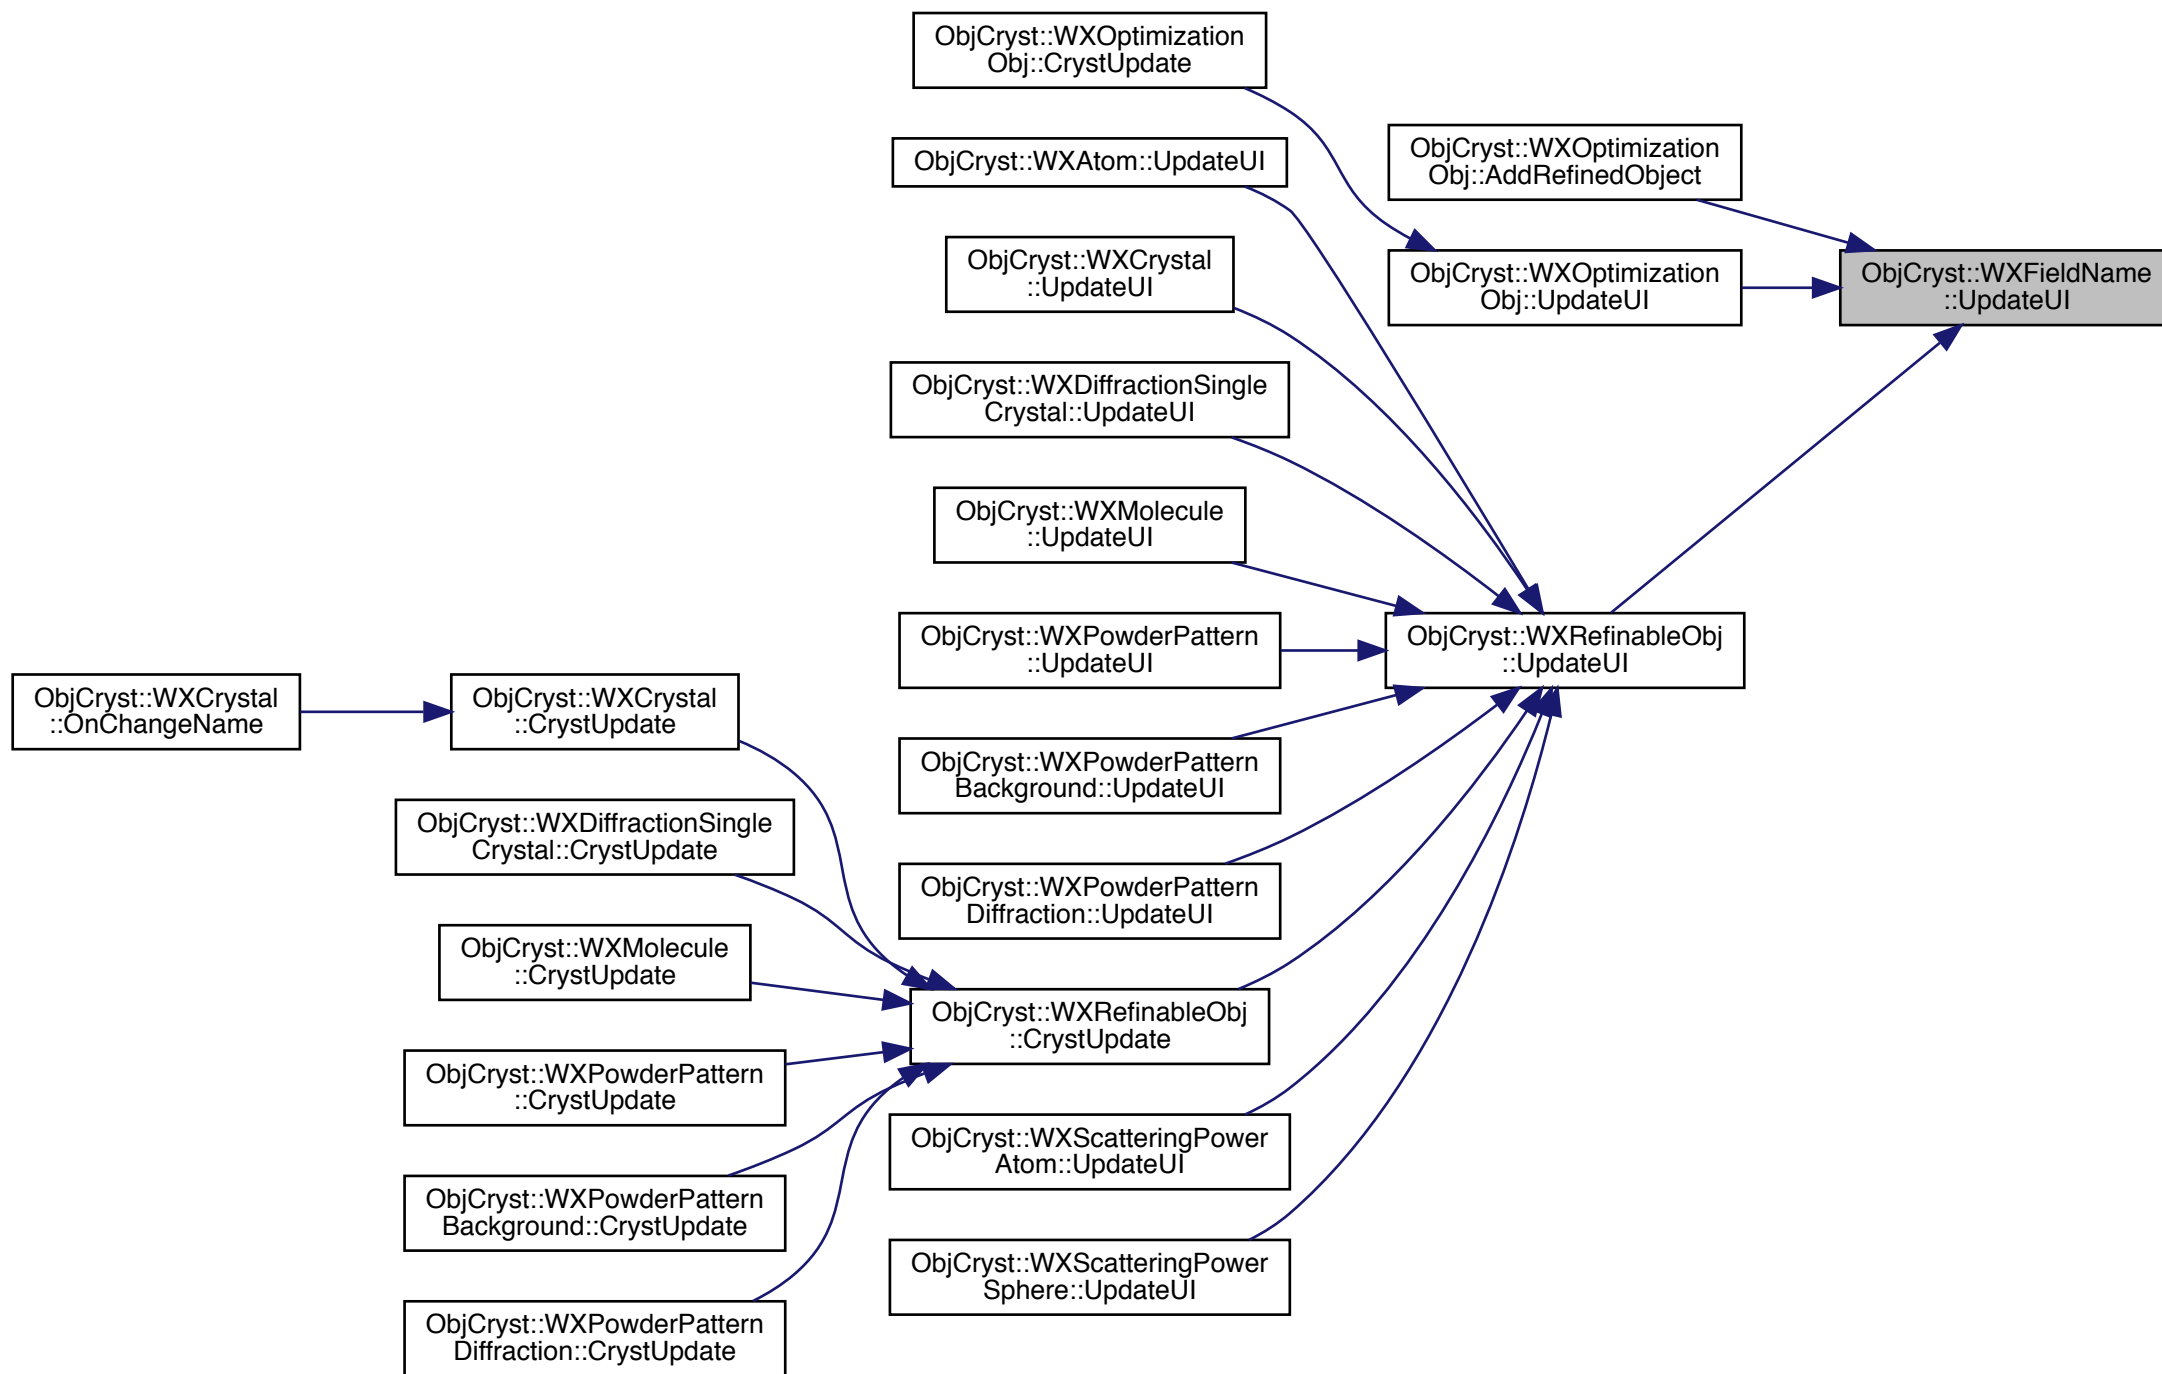 ObjCryst::WXOptimization
Obj::CrystUpdate
ObjCryst::WXAtom::UpdateUI
ObjCryst::WXOptimization
Obj::AddRefinedObject
ObjCryst::WXCrystal
::UpdateUI
ObjCryst::WXOptimization
Obj::UpdateUI
ObjCryst::WXFieldName
::UpdateUI
ObjCryst::WXDiffractionSingle
Crystal::UpdateUI
ObjCryst::WXMolecule
::UpdateUI
ObjCryst::WXPowderPattern
::UpdateUI
ObjCryst::WXRefinableObj
::UpdateUI
ObjCryst::WXCrystal
::OnChangeName
ObjCryst::WXCrystal
::CrystUpdate
ObjCryst::WXPowderPattern
Background::UpdateUI
ObjCryst::WXDiffractionSingle
Crystal::CrystUpdate
ObjCryst::WXPowderPattern
Diffraction::UpdateUI
ObjCryst::WXMolecule
::CrystUpdate
ObjCryst::WXRefinableObj
::CrystUpdate
ObjCryst::WXPowderPattern
::CrystUpdate
ObjCryst::WXScatteringPower
Atom::UpdateUI
ObjCryst::WXPowderPattern
Background::CrystUpdate
ObjCryst::WXScatteringPower
Sphere::UpdateUI
ObjCryst::WXPowderPattern
Diffraction::CrystUpdate